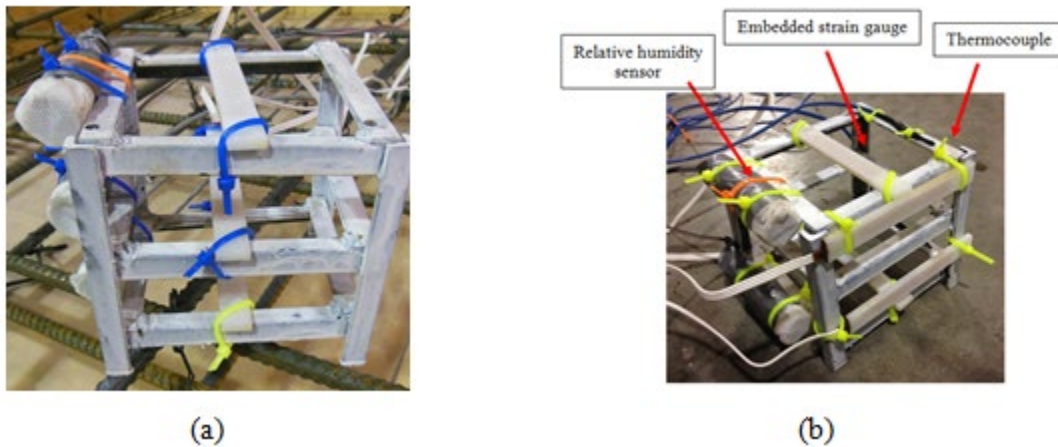 Embedded strain gauge
Thermocouple
Relative humidity
sensor
(a)
(b)